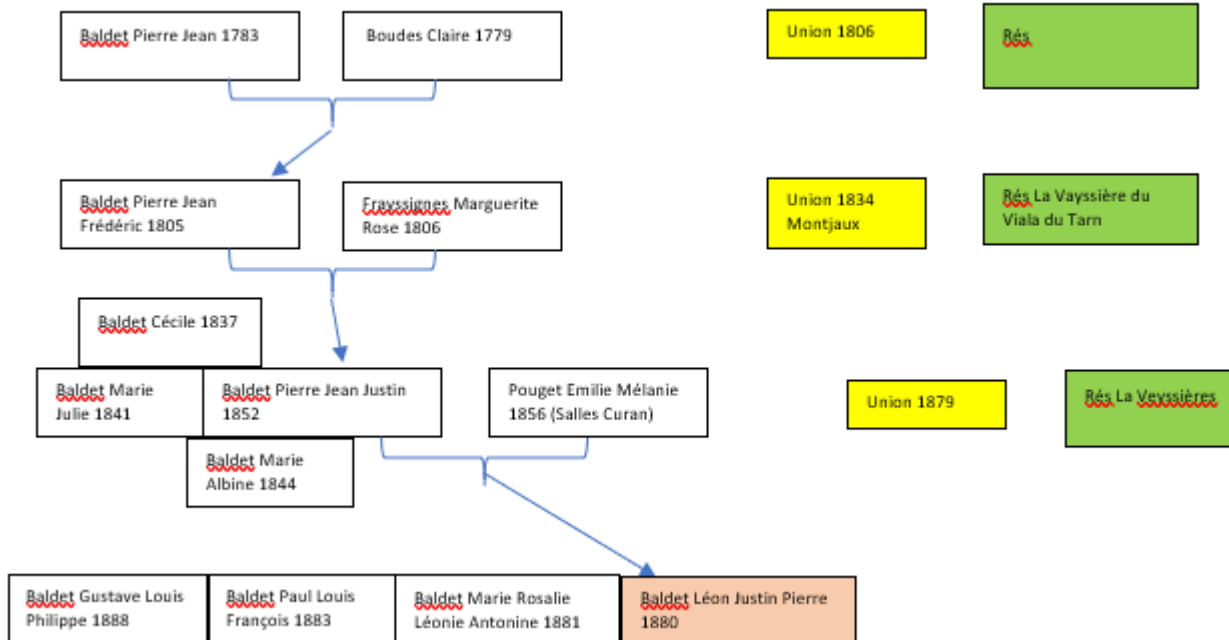 Baldet Pierre Jean 1783
Boudes Claire 1779
Union 1806
Rés
Baldet Pierre Jean
Frédéric 1805
Frayssignes Marguerite
Rose 1806
Union 1834
Montjaux
Rés La Vayssière du
Viala du Tarn
Baldet Cécile 1837
Baldet Marie
Julie 1841
Baldet Pierre Jean Justin
1852
Pouget Emilie Mélanie
1856 (Salles Curan)
Union 1879
Rés La Veyssières
Baldet Marie
Albine 1844
Baldet Gustave Louis
Philippe 1888
Baldet Paul Louis
François 1883
Baldet Marie Rosalie
Léonie Antonine 1881
Baldet Léon Justin Pierre
1880